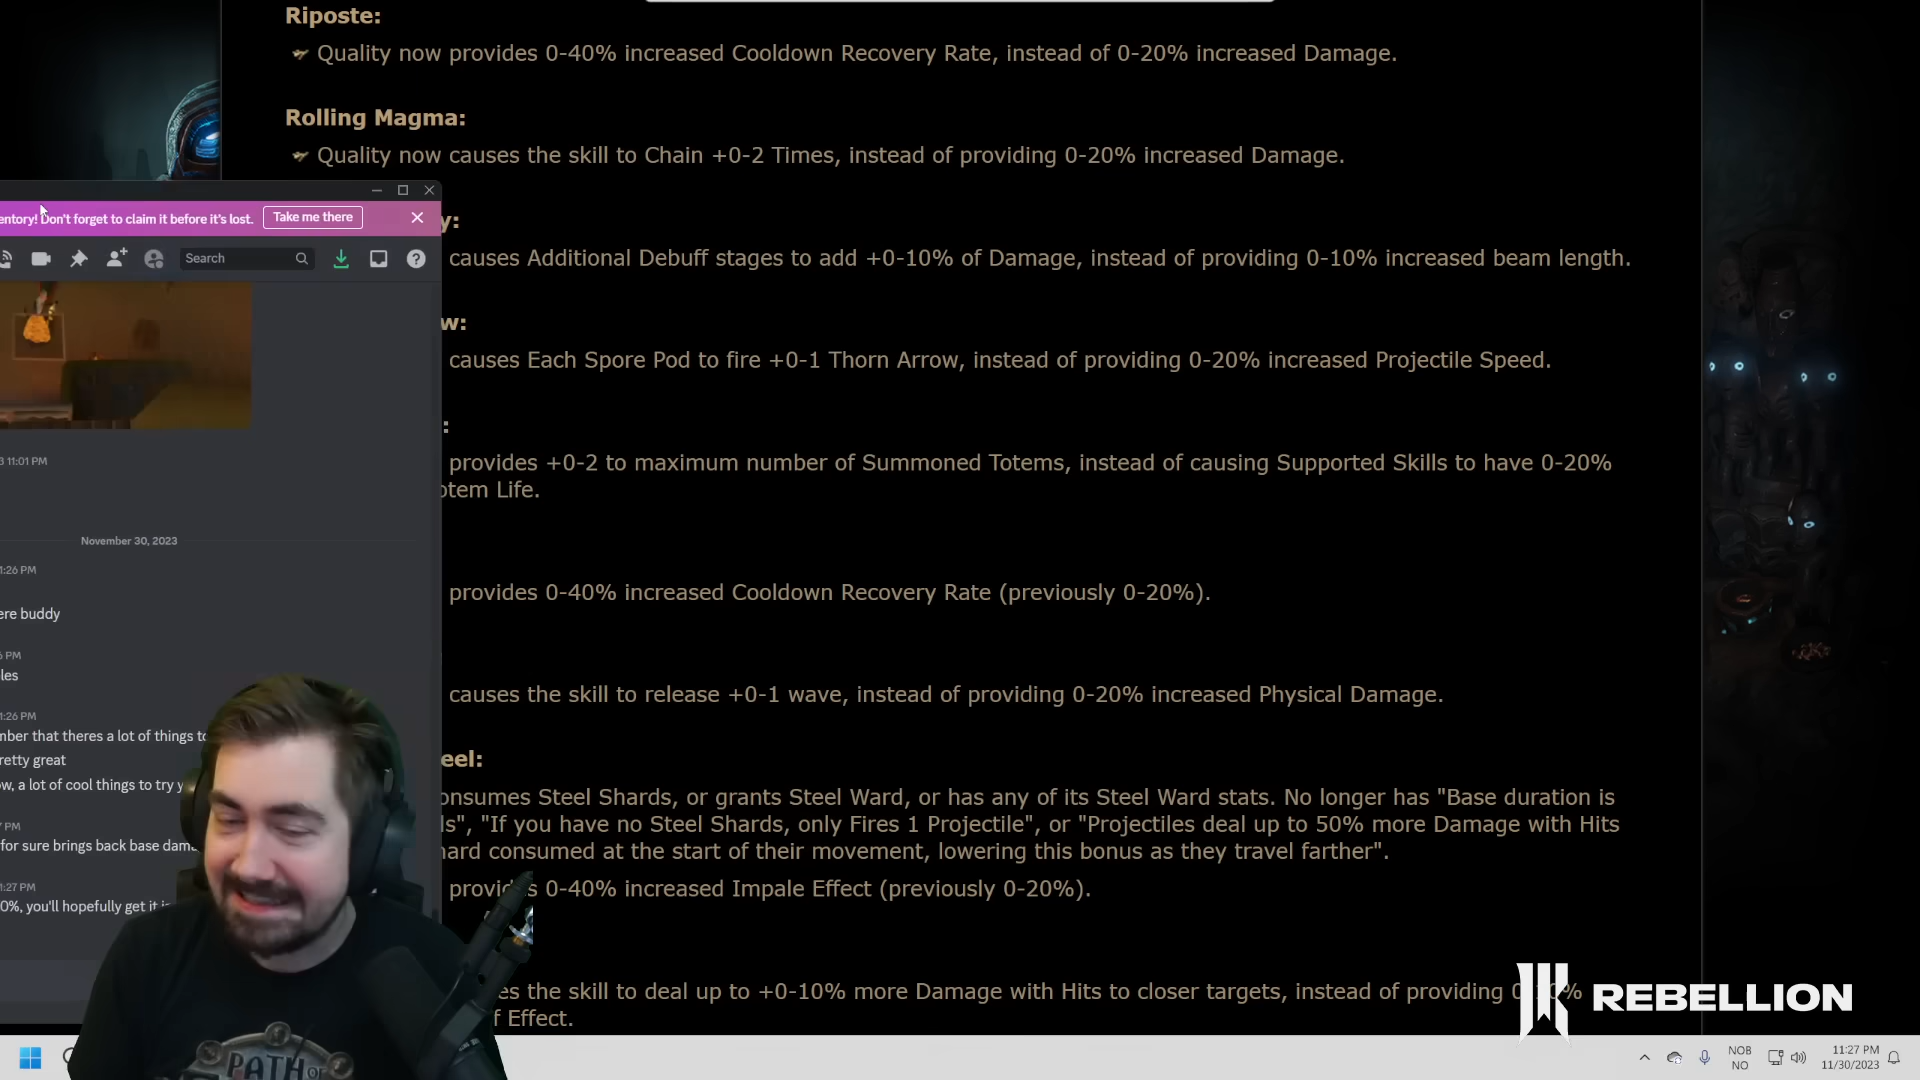 Riposte:
Quality now provides 0-40% increased Cooldown Recovery Rate, instead of 0-20% increased Damage.
Rolling Magma:
Quality now causes the skill to Chain +0-2 Times, instead of providing 0-20% increased Damage.
y:
causes Additional Debuff stages to add +0-10% of Damage, instead of providing 0-10% increased beam length.
w:
causes Each Spore Pod to fire +0-1 Thorn Arrow, instead of providing 0-20% increased Projectile Speed.
:
provides +0-2 to maximum number of Summoned Totems, instead of causing Supported Skills to have 0-20%
otem Life.
provides 0-40% increased Cooldown Recovery Rate (previously 0-20%).
causes the skill to release +0-1 wave, instead of providing 0-20% increased Physical Damage.
eel:
onsumes Steel Shards, or grants Steel Ward, or has any of its Steel Ward stats. No longer has "Base duration is
ls", "If you have no Steel Shards, only Fires 1 Projectile", or "Projectiles deal up to 50% more Damage with Hits
hard consumed at the start of their movement, lowering this bonus as they travel farther".
provides 0-40% increased Impale Effect (previously 0-20%).
es the skill to deal up to +0-10% more Damage with Hits to closer targets, instead of providing
f Effect.
entory! Don't forget to claim it before it's lost.
Take me there
Search
3 11:01 PM
November 30, 2023
1:26 PM
ere buddy
6 PM
les
1:26 PM
mber that theres a lot of things to
retty great
ow, a lot of cool things to try y
7 PM
for sure brings back base dam
1:27 PM
0%, you'll hopefully get it
PATH
OF
REBELLION
NOB
NO
11:27 PM
11/30/2023